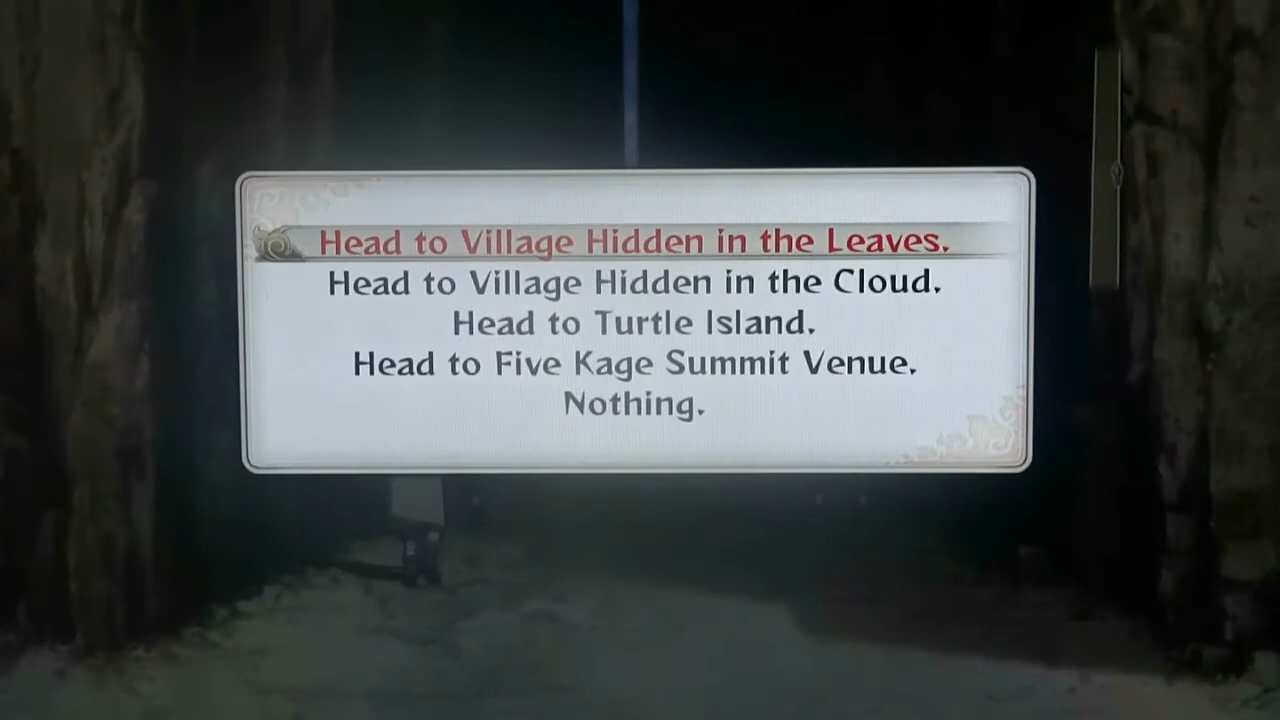 Head to Village Hidden in the Leaves.
Head to Village Hidden in the Cloud.
Head to Turtle Island.
Head to Five Kage Summit Venue.
Nothing.